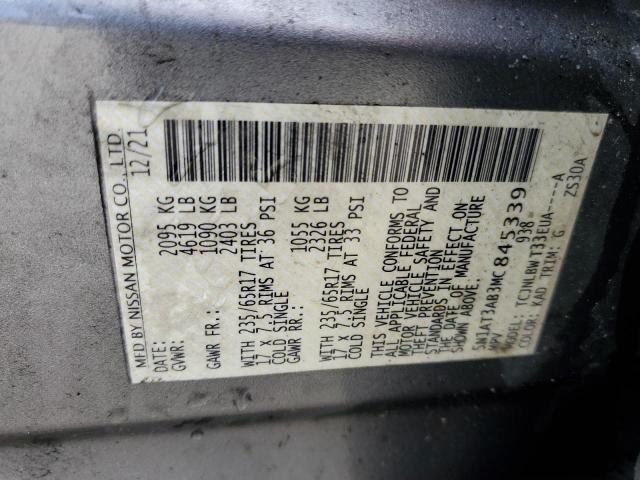 MFD BY NISSAN MOTOR CO., LTD.
DATE: 12/21
GVWR: 2095 KG
4619 LB
GAWR FR.: 1090 KG
2403 LB
WITH 235/65R17 TIRES
17 X 7.5 RIMS AT 36 PSI
COLD SINGLE
GAWR RR.: 1055 KG
2326 LB
WITH 235/65R17 TIRES
17 X 7.5 RIMS AT 33 PSI
COLD SINGLE
THIS VEHICLE CONFORMS TO
ALL APPLICABLE FEDERAL
MOTOR VEHICLE SAFETY AND
THEFT PREVENTION
STANDARDS IN EFFECT ON
THE DATE OF MANUFACTURE
SHOWN ABOVE.
5N1AT3AB3MC 845339
MPV 938
MODEL: TCJNLBWT33EUA-----A
COLOR: KAD TRIM: G ZS30A